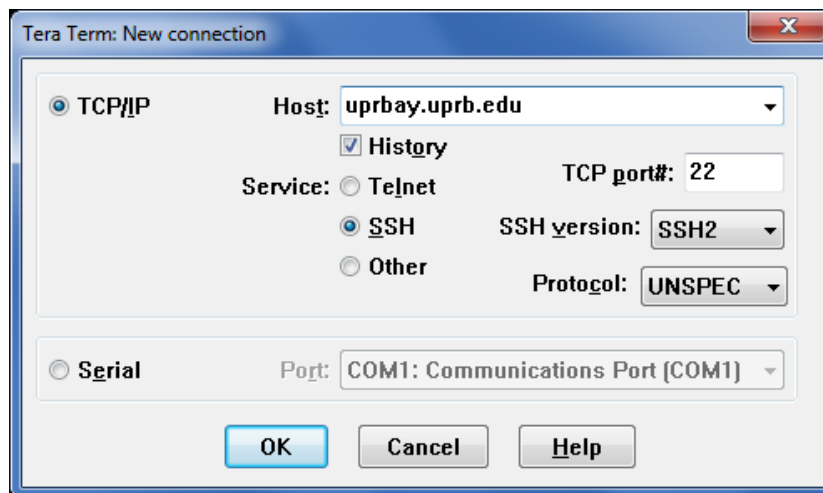 Tera Term: New connection
x
TCP/IP Host: uprbay.uprb.edu
History
Service: Telnet TCP port#: 22
SSH SSH version: SSH2
Other Protocol: UNSPEC
Serial Port: COM1: Communications Port (COM1)
OK Cancel Help